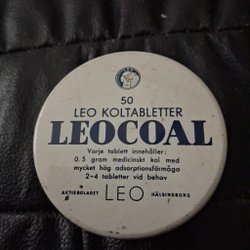 50
LEO KOLTABLETTER
LEOCOAL
Varje tablett innehåller:
0.5 gram medicinskt kol med
mycket hög adsorptionsförmåga
2-4 tabletter vid behov
AKTIEBOLAGET LEO HÄLSINGBORG